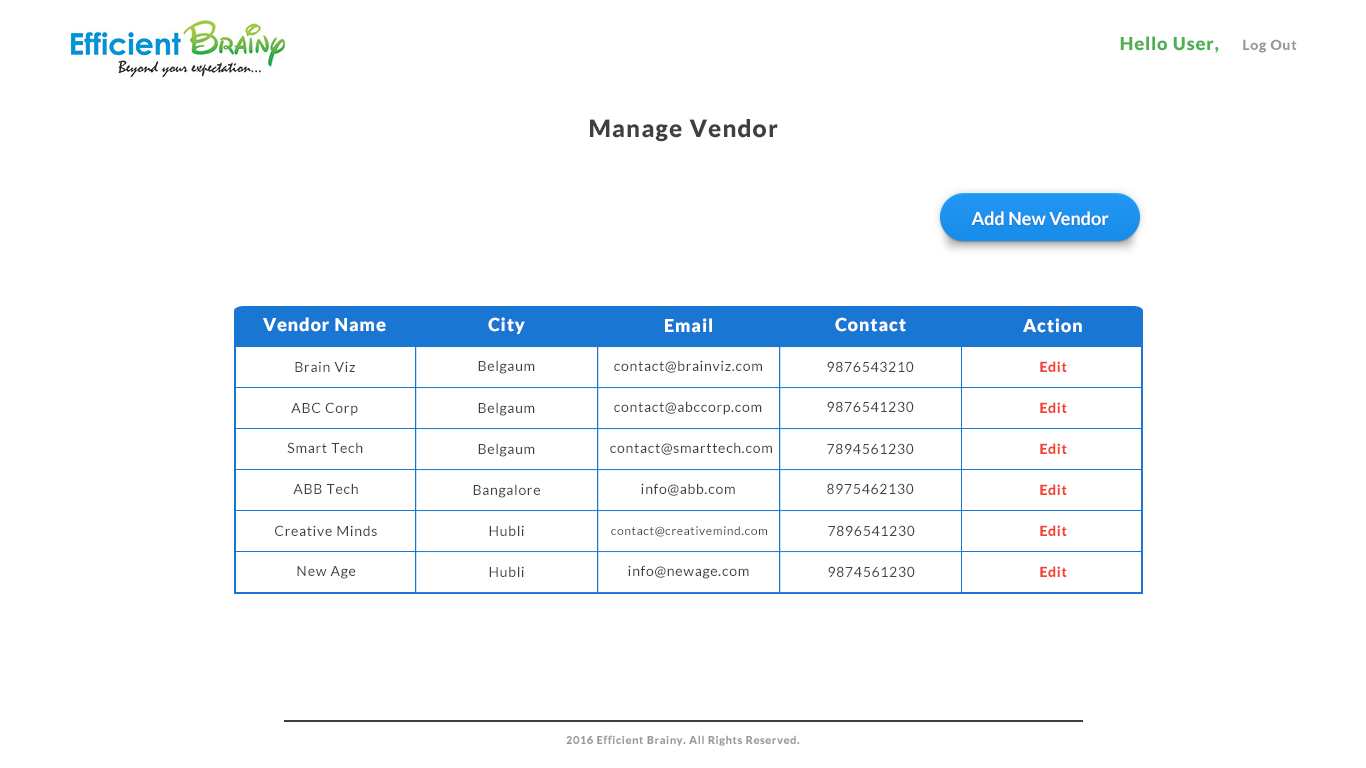 Efficient Brainy
Beyond your expectation...
Hello User, Log Out
Manage Vendor
Add New Vendor
Vendor Name City Email Contact Action
Brain Viz Belgaum contact@brainviz.com 9876543210 Edit
ABC Corp Belgaum contact@abccorp.com 9876541230 Edit
Smart Tech Belgaum contact@smarttech.com 7894561230 Edit
ABB Tech Bangalore info@abb.com 8975462130 Edit
Creative Minds Hubli contact@creativemind.com 7896541230 Edit
New Age Hubli info@newage.com 9874561230 Edit
2016 Efficient Brainy. All Rights Reserved.